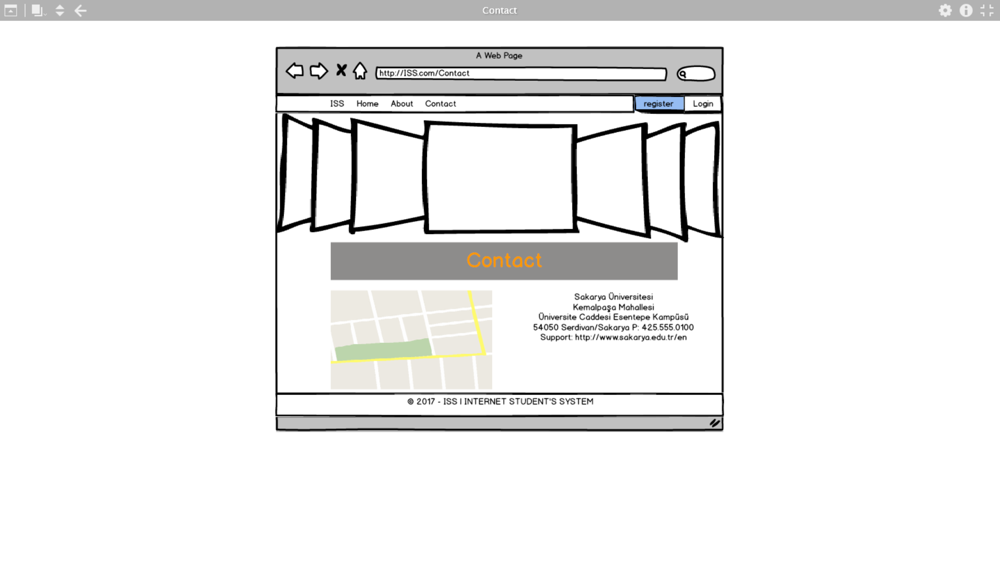 Contact
A Web Page
http://ISS.com/Contact
ISS Home About Contact register Login
Contact
Sakarya Üniversitesi
Kemalpaşa Mahallesi
Üniversite Caddesi Esentepe Kampüsü
54050 Serdivan/Sakarya P: 425.555.0100
Support: http://www.sakarya.edu.tr/en
© 2017 - ISS | INTERNET STUDENT'S SYSTEM